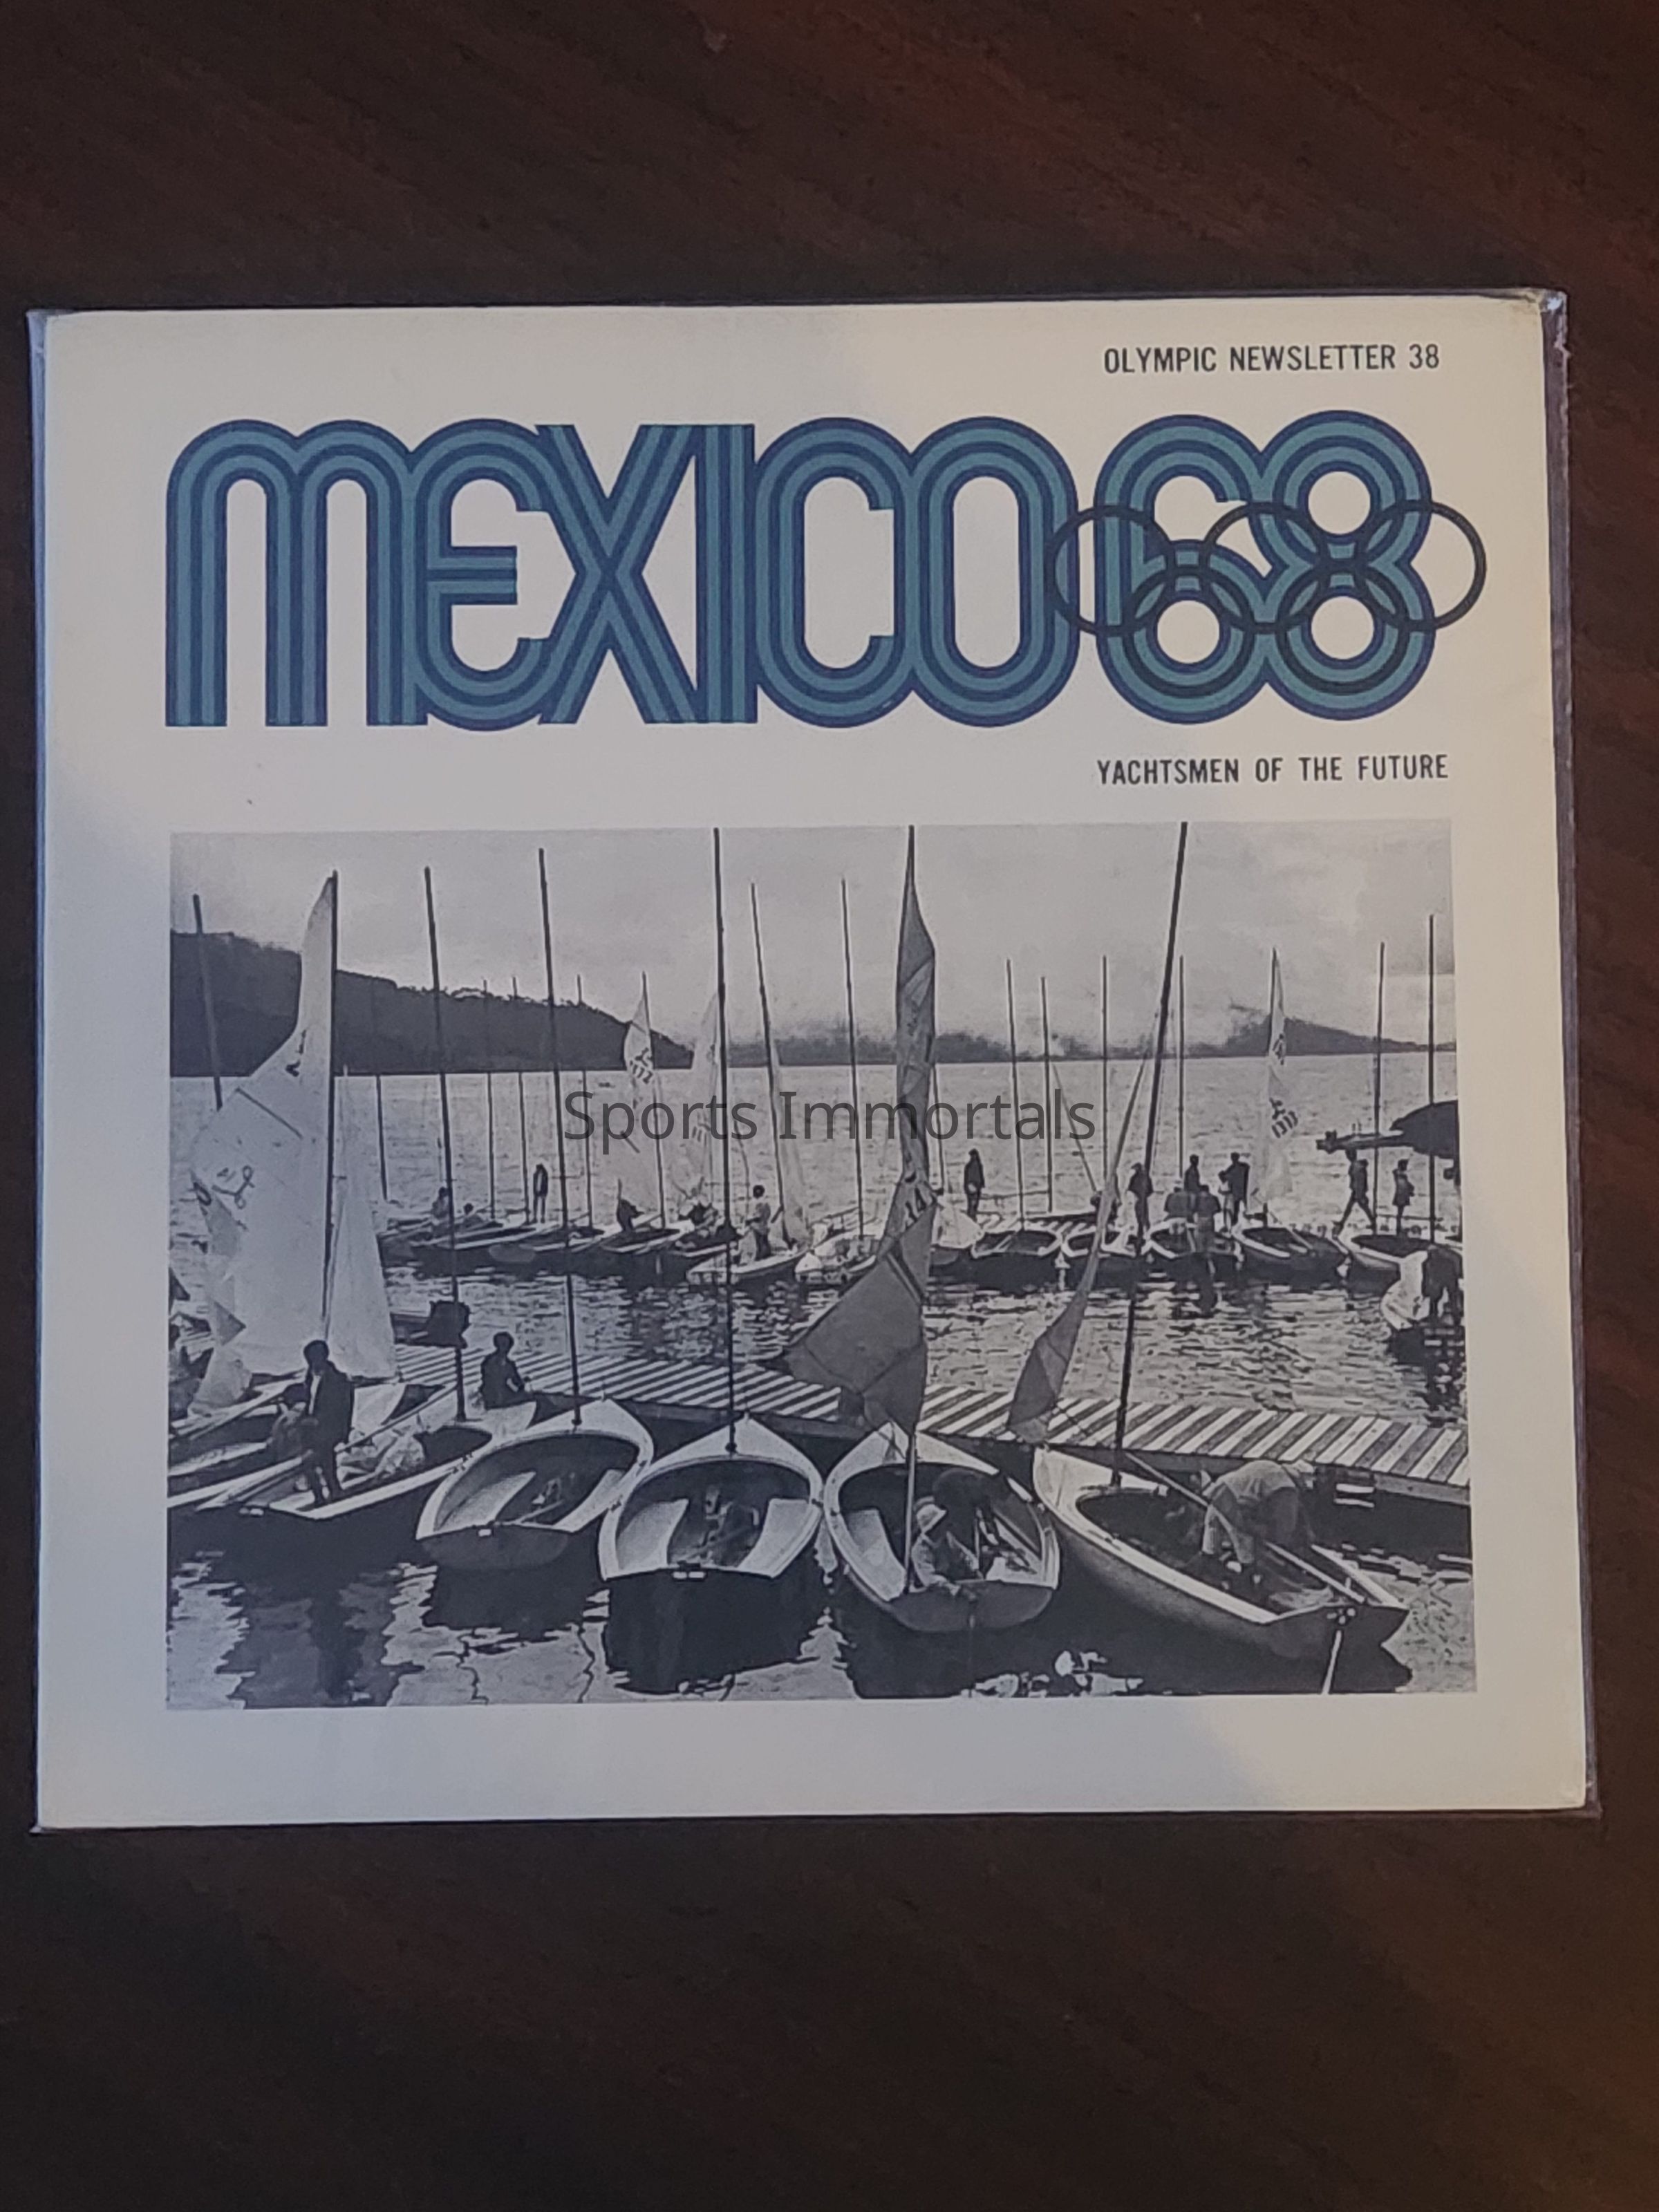 OLYMPIC NEWSLETTER 38
MEXICO68
YACHTSMEN OF THE FUTURE
Sports Immortals